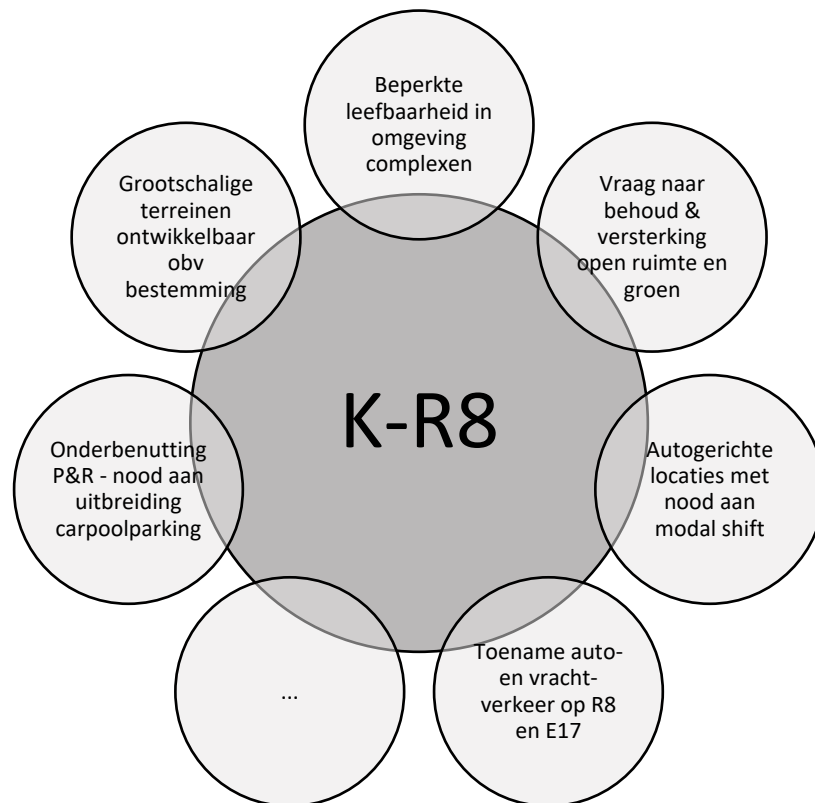 Beperkte
leefbaarheid in
omgeving
complexen
Grootschalige
terreinen
ontwikkelbaar
obv
bestemming
Vraag naar
behoud &
versterking
open ruimte en
groen
K-R8
Onderbenutting
P&R - nood aan
uitbreiding
carpoolparking
Autogerichte
locaties met
nood aan
modal shift
...
Toename auto-
en vracht-
verkeer op R8
en E17